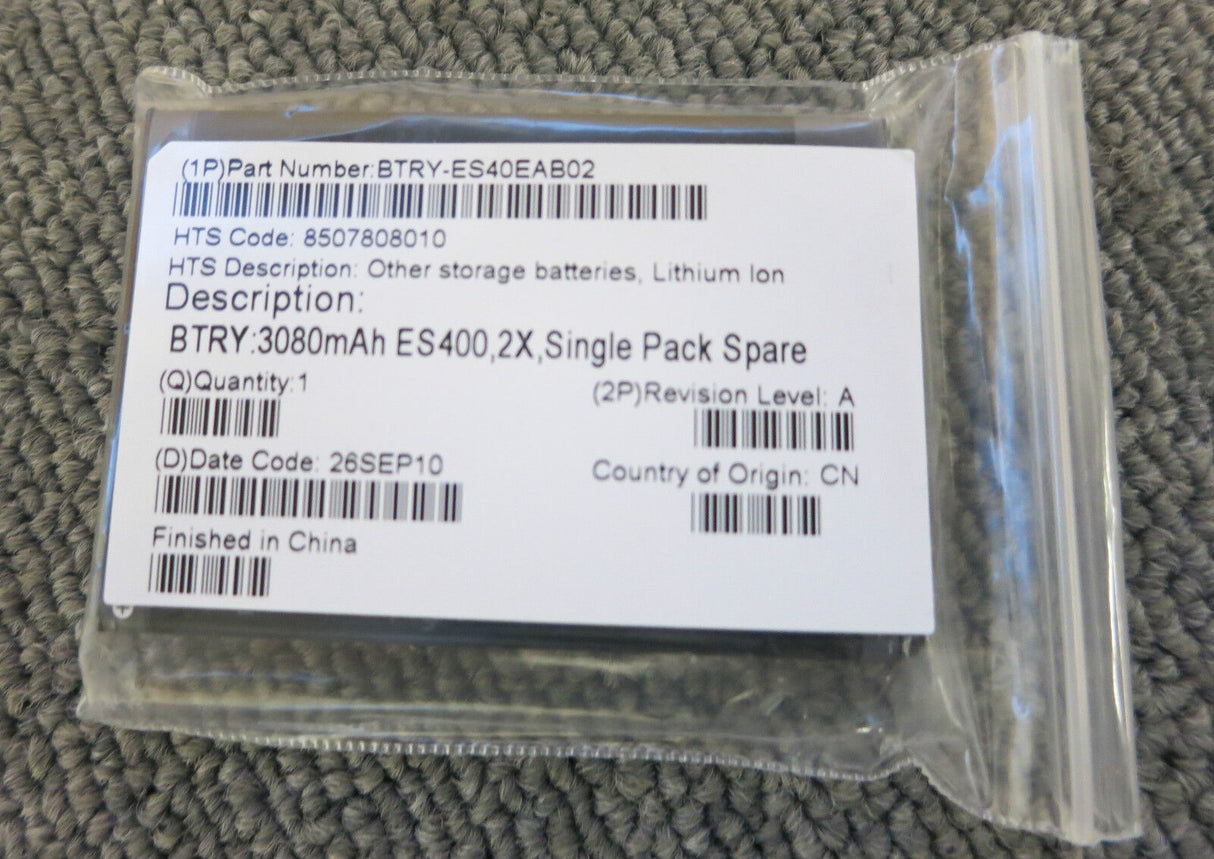 (1P)Part Number:BTRY-ES40EAB02
HTS Code: 8507808010
HTS Description: Other storage batteries, Lithium Ion
Description:
BTRY:3080mAh ES400,2X,Single Pack Spare
(Q)Quantity:1
(2P)Revision Level: A
(D)Date Code: 26SEP10
Country of Origin: CN
Finished in China